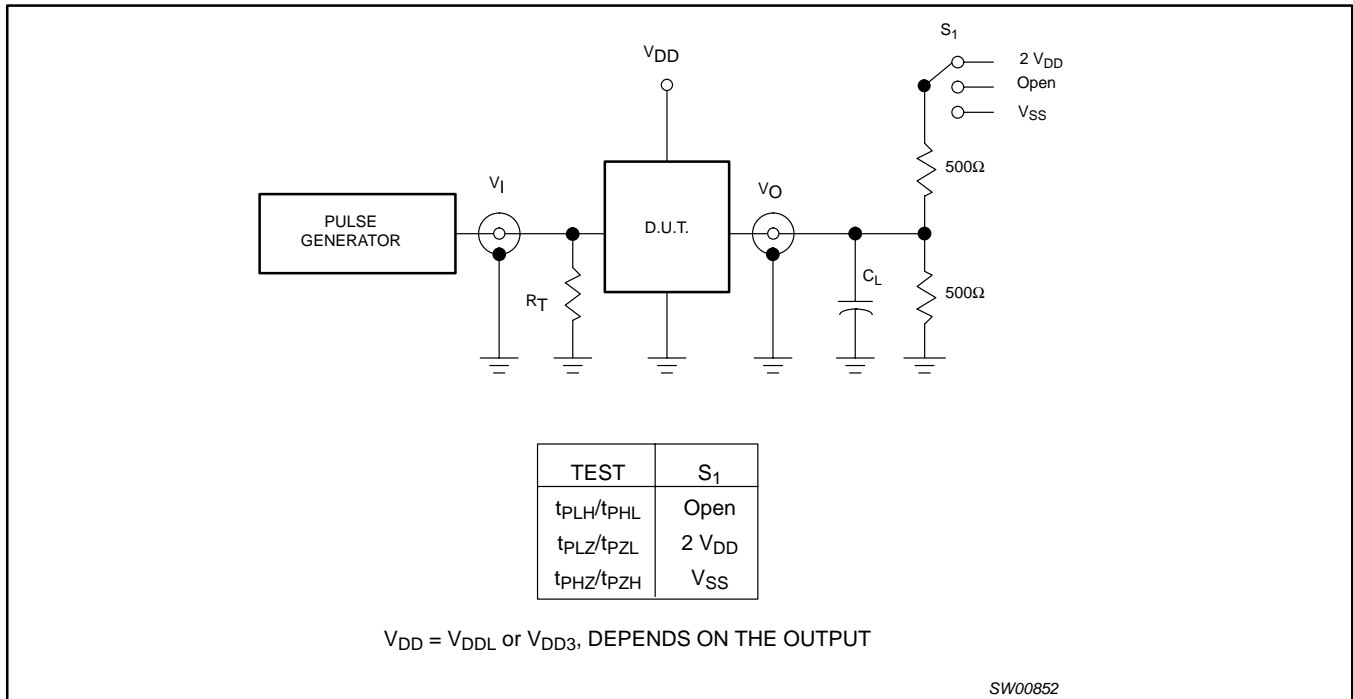 S1
VDD
2 VDD
Open
VSS
500Ω
VI
VO
PULSE
GENERATOR
D.U.T.
CL
RT
500Ω
TEST S1
tPLH/tPHL Open
tPLZ/tPZL 2 VDD
tPHZ/tPZH VSS
VDD = VDDL or VDD3, DEPENDS ON THE OUTPUT
SW00852